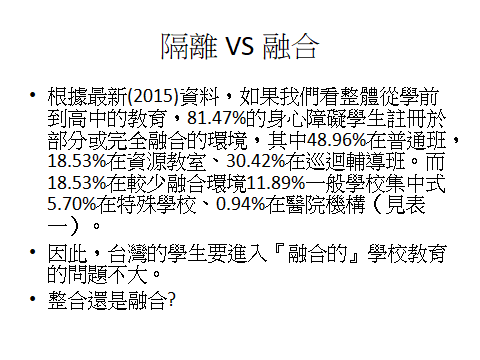 隔離 VS 融合
• 根據最新(2015)資料，如果我們看整體從學前
到高中的教育，81.47%的身心障礙學生註冊於
部分或完全融合的環境，其中48.96%在普通班，
18.53%在資源教室、30.42%在巡迴輔導班。而
18.53%在較少融合環境11.89%一般學校集中式
5.70%在特殊學校、0.94%在醫院機構（見表
一）。
• 因此，台灣的學生要進入『融合的』學校教育
的問題不大。
• 整合還是融合?